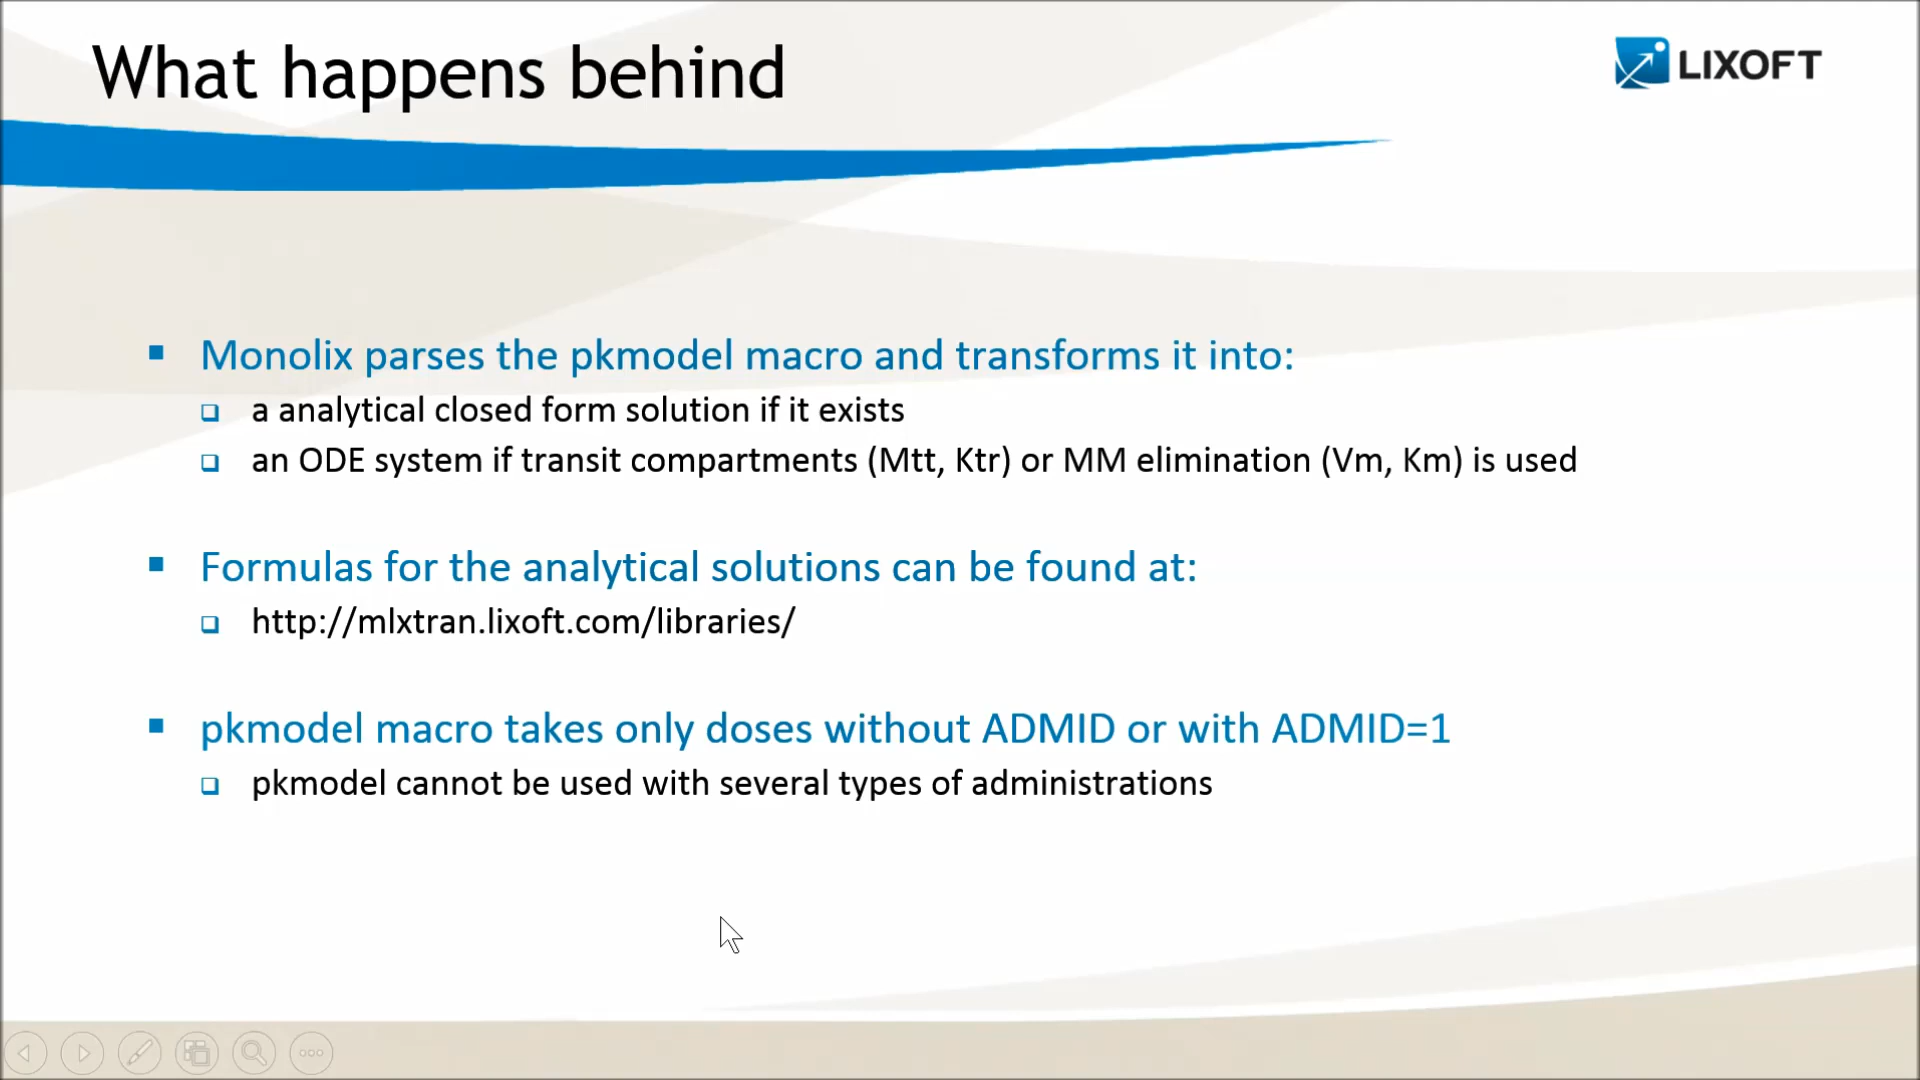 What happens behind
LIXOFT
Monolix parses the pkmodel macro and transforms it into:
a analytical closed form solution if it exists
an ODE system if transit compartments (Mtt, Ktr) or MM elimination (Vm, Km) is used
Formulas for the analytical solutions can be found at:
http://mlxtran.lixoft.com/libraries/
pkmodel macro takes only doses without ADMID or with ADMID=1
pkmodel cannot be used with several types of administrations